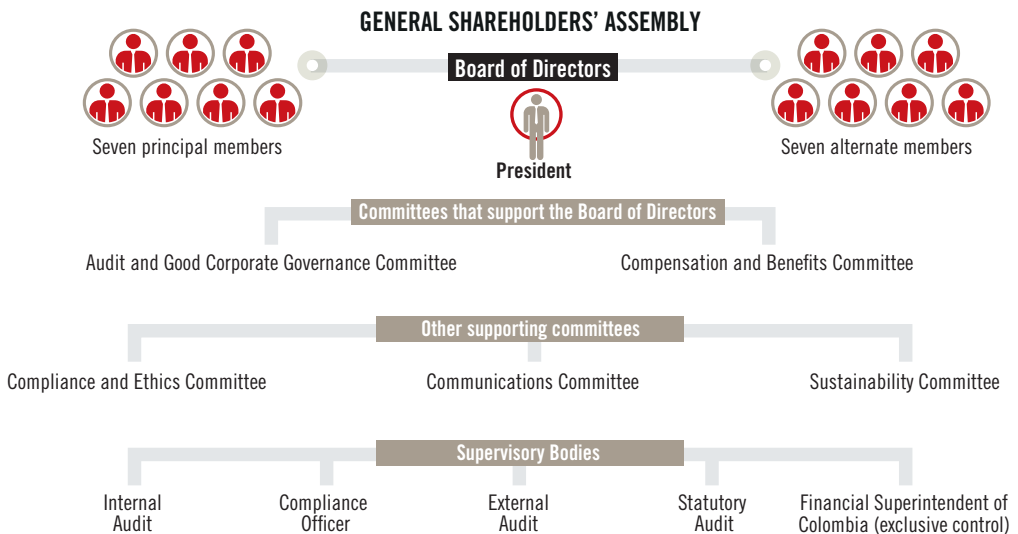 GENERAL SHAREHOLDERS' ASSEMBLY
Board of Directors
Seven principal members
Seven alternate members
President
Committees that support the Board of Directors
Audit and Good Corporate Governance Committee
Compensation and Benefits Committee
Other supporting committees
Compliance and Ethics Committee
Communications Committee
Sustainability Committee
Supervisory Bodies
Internal
Audit
Compliance
Officer
External
Audit
Statutory
Audit
Financial Superintendent of
Colombia (exclusive control)